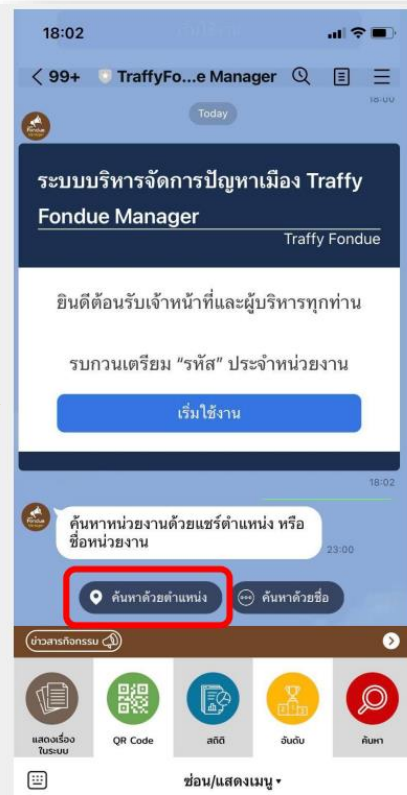 18:02
99+ TraffyFo...e Manager
Today
18:00
ระบบบริหารจัดการปัญหาเมือง Traffy
Fondue Manager
Traffy Fondue
ยินดีต้อนรับเจ้าหน้าที่และผู้บริหารทุกท่าน
รบกวนเตรียม “รหัส” ประจำหน่วยงาน
เริ่มใช้งาน
18:02
ค้นหาหน่วยงานด้วยแชร์ตำแหน่ง หรือ
ชื่อหน่วยงาน
23:00
ค้นหาด้วยตำแหน่ง ค้นหาด้วยชื่อ
ข่าวสารกิจกรรม
แสดงเรื่อง
ในระบบ
QR Code
สถิติ
อันดับ
ค้นหา
ซ่อน/แสดงเมนู